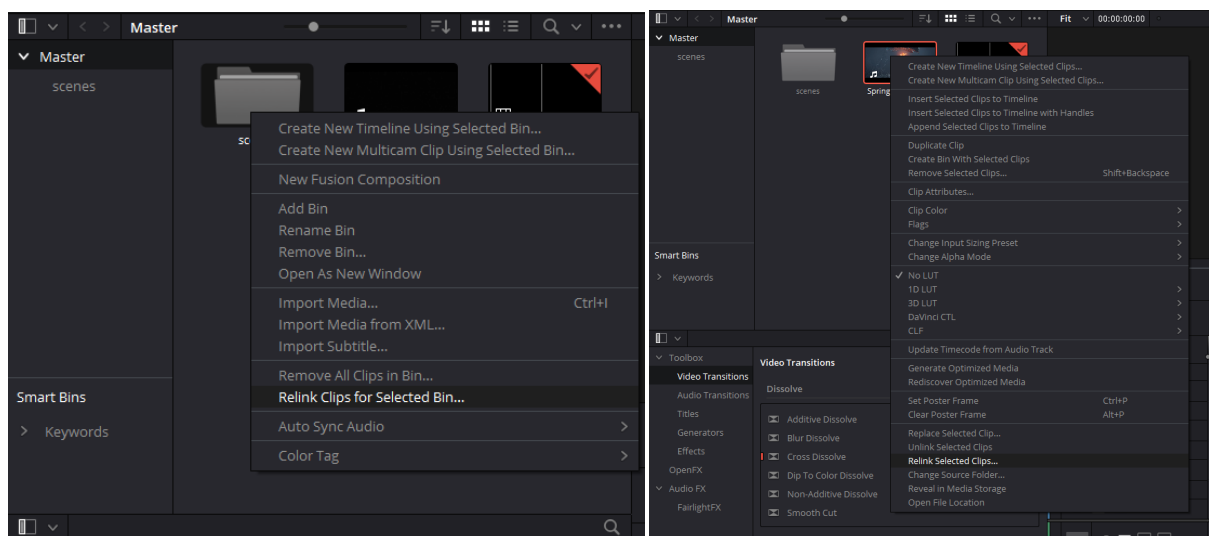 Master
Master
scenes
sc
Create New Timeline Using Selected Bin...
Create New Multicam Clip Using Selected Bin...
New Fusion Composition
Add Bin
Rename Bin
Remove Bin...
Open As New Window
Import Media... Ctrl+I
Import Media from XML...
Import Subtitle...
Remove All Clips in Bin...
Relink Clips for Selected Bin...
Auto Sync Audio
Color Tag
Smart Bins
Keywords
Master Fit 00:00:00:00
Master
scenes
scenes
Spring
Create New Timeline Using Selected Clips...
Create New Multicam Clip Using Selected Clips...
Insert Selected Clips to Timeline
Insert Selected Clips to Timeline with Handles
Append Selected Clips to Timeline
Duplicate Clip
Create Bin With Selected Clips
Remove Selected Clips... Shift+Backspace
Clip Attributes...
Clip Color
Flags
Change Input Sizing Preset
Change Alpha Mode
No LUT
1D LUT
3D LUT
DaVinci CTL
CLF
Update Timecode from Audio Track
Generate Optimized Media
Rediscover Optimized Media
Set Poster Frame Ctrl+P
Clear Poster Frame Alt+P
Replace Selected Clip...
Unlink Selected Clips
Relink Selected Clips...
Change Source Folder...
Reveal in Media Storage
Open File Location
Smart Bins
Keywords
Toolbox
Video Transitions
Audio Transitions
Titles
Generators
Effects
OpenFX
Audio FX
FairlightFX
Video Transitions
Dissolve
Additive Dissolve
Blur Dissolve
Cross Dissolve
Dip To Color Dissolve
Non-Additive Dissolve
Smooth Cut